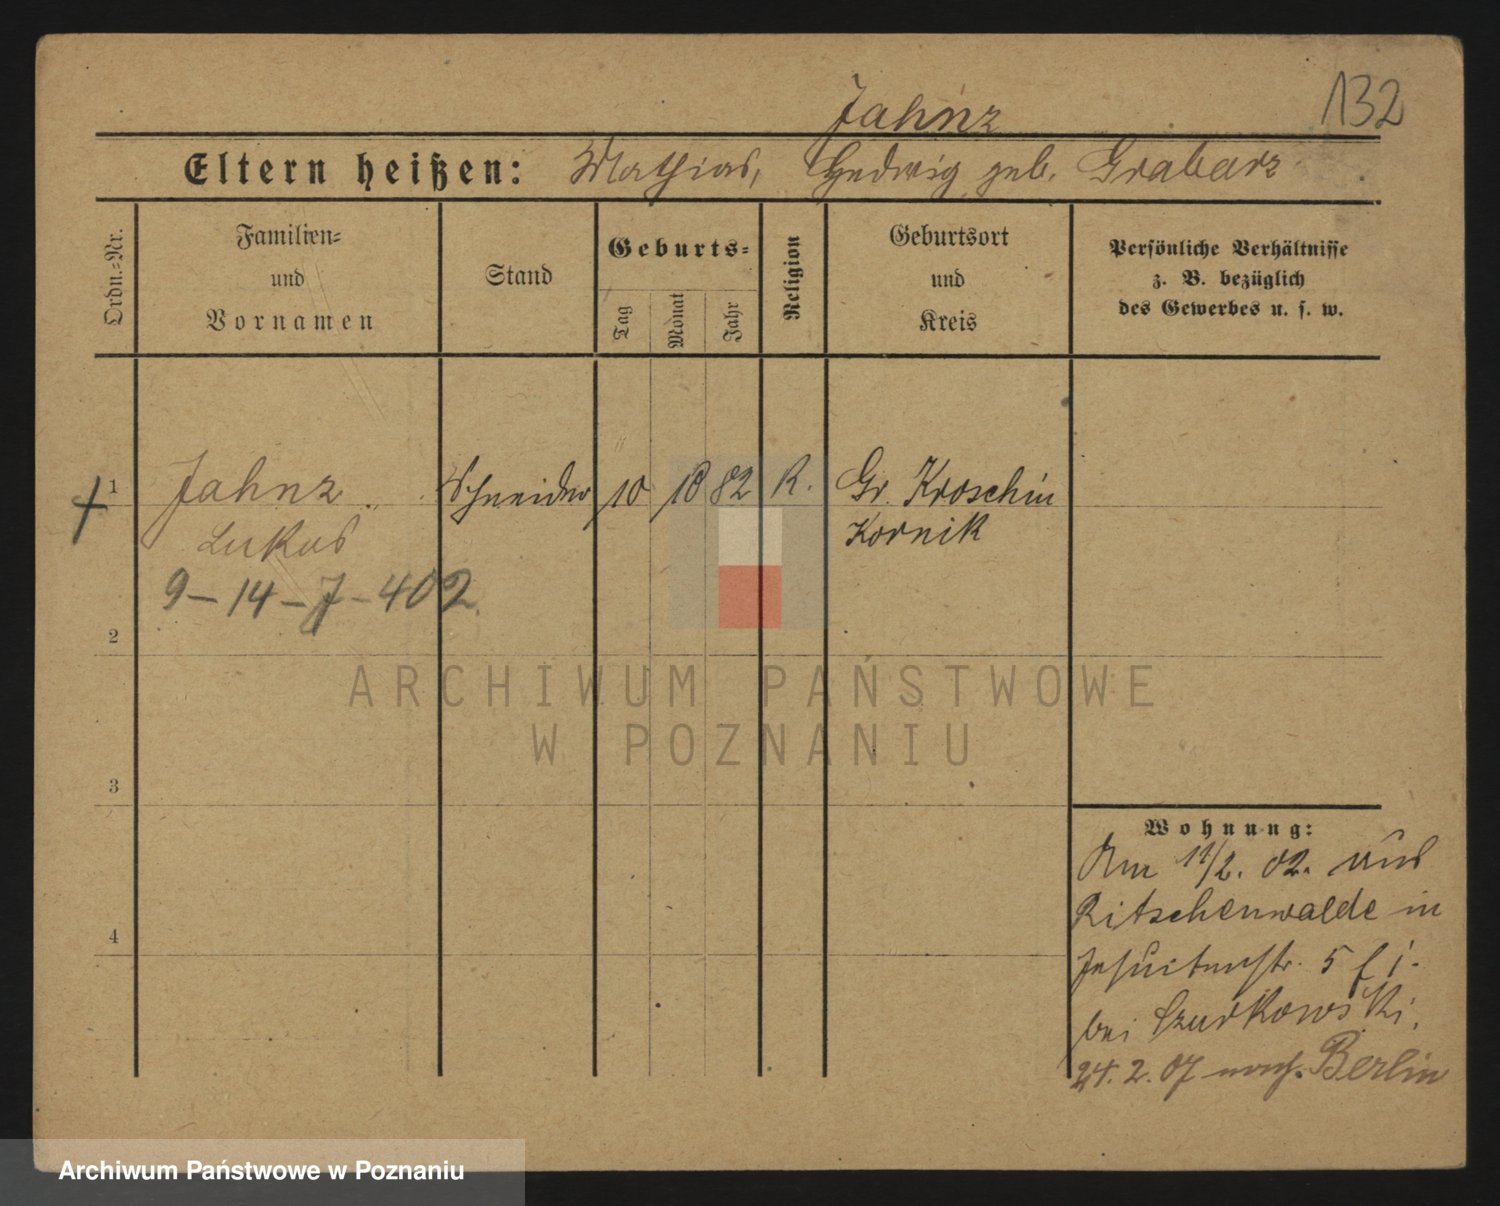 132
Jahnz
Eltern heißen: Mathias, Hedwig geb. Grabarz
Ordn.-Nr.
Familien-
und
Vornamen
Stand
Geburts-
Tag
Monat
Jahr
Religion
Geburtsort
und
Kreis
Persönliche Verhältnisse
z. B. bezüglich
des Gewerbes u. s. w.
1 Jahnz Schneider 10 10 82 K. Gr. Kroschin
Lukas Kornik
9-14-7-402
2
3
4
Wohnung:
Am 11/2. 02. aus
Ritschenwalde in
Jesuitenstr. 5
bei Czurkowski.
24.2.07 nach Berlin
ARCHIWUM PAŃSTWOWE
W POZNANIU
Archiwum Państwowe w Poznaniu